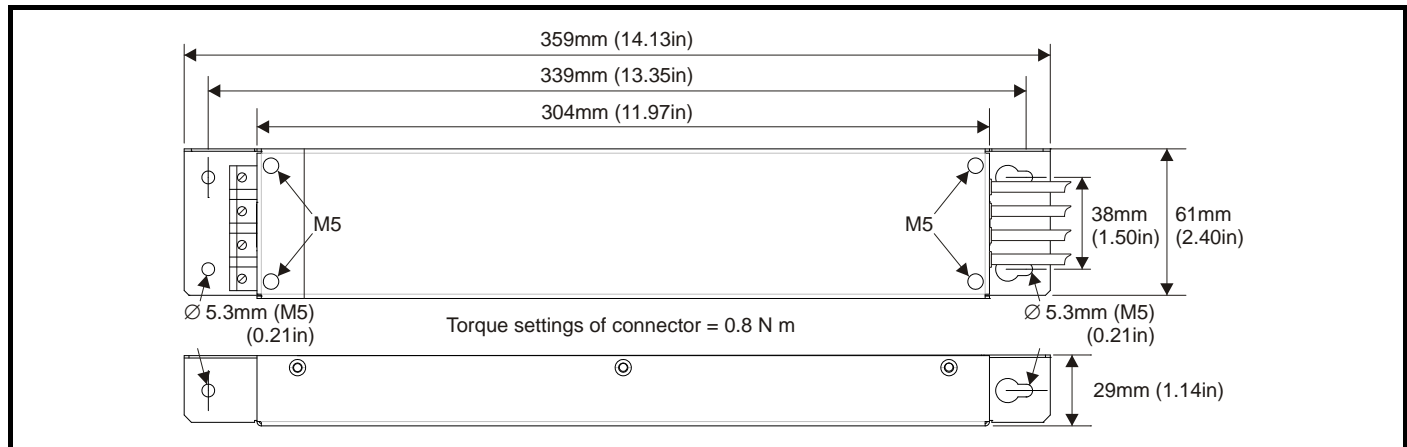 359mm (14.13in)
339mm (13.35in)
304mm (11.97in)
M5
M5
38mm
(1.50in)
61mm
(2.40in)
∅ 5.3mm (M5)
(0.21in)
Torque settings of connector = 0.8 N m
∅ 5.3mm (M5)
(0.21in)
29mm (1.14in)